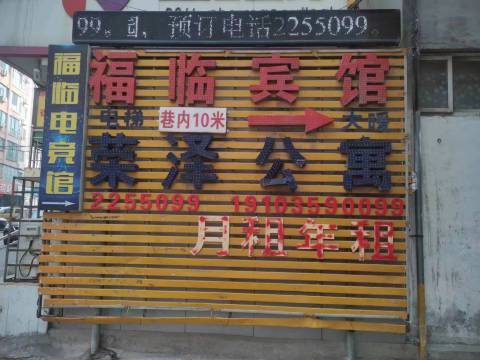 99。日，预订电话2255099。
福临宾馆
电梯
巷内10米
大暖
荣泽公寓
2255099 19103590099
月租年租
福临电竞馆